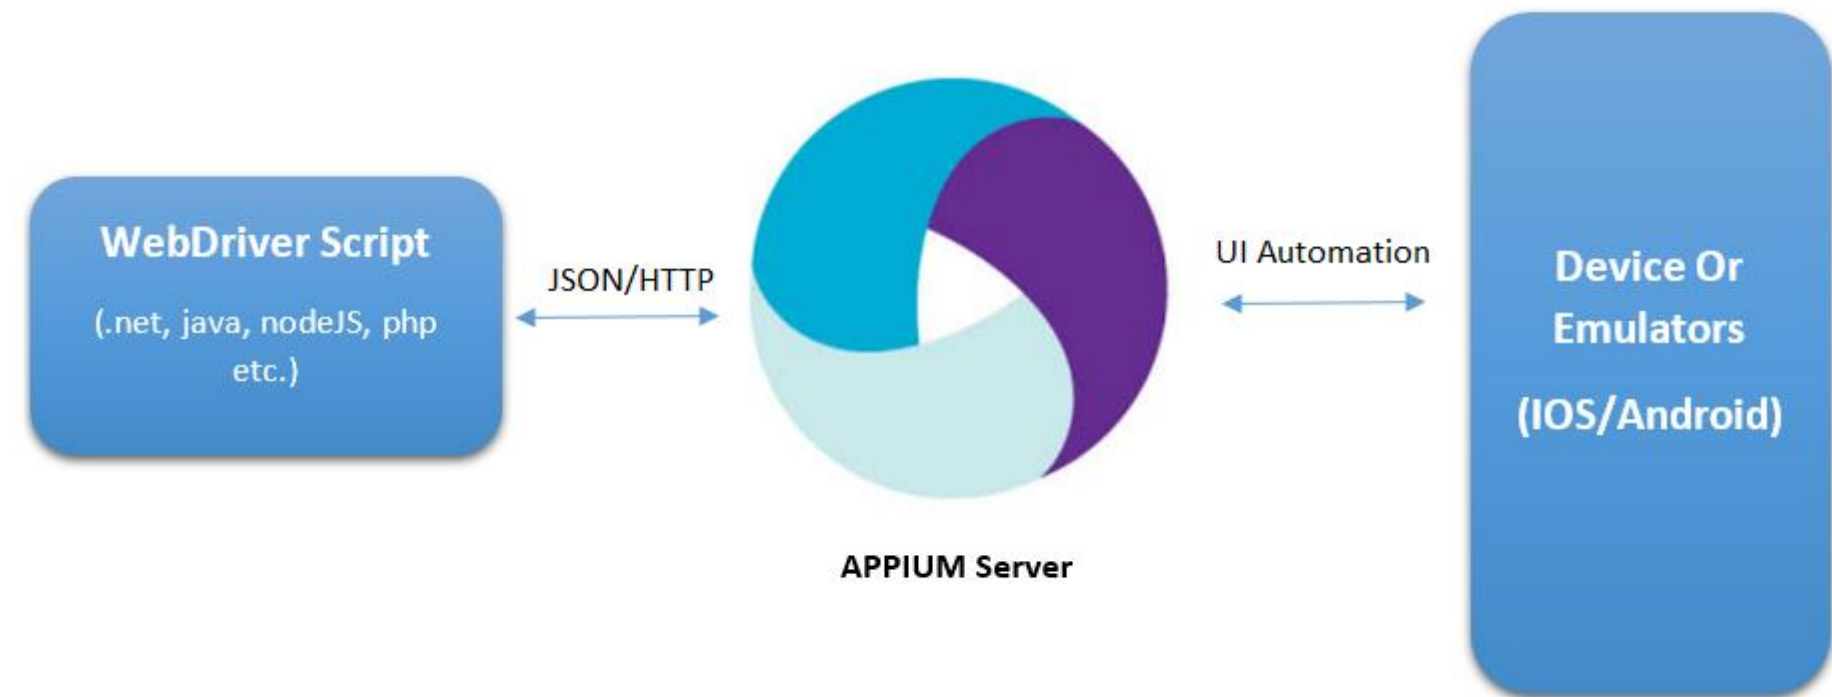 WebDriver Script
(.net, java, nodeJS, php
etc.)
JSON/HTTP
APPIUM Server
UI Automation
Device Or
Emulators
(IOS/Android)